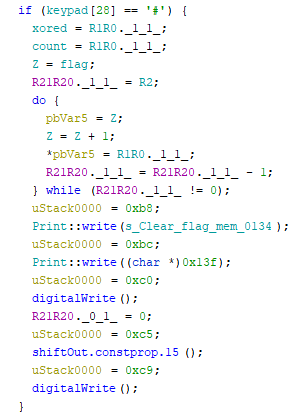 if (keypad[28] == '#') {
xored = R1R0._1_1_;
count = R1R0._1_1_;
Z = flag;
R21R20._1_1_ = R2;
do {
pbVar5 = Z;
Z = Z + 1;
*pbVar5 = R1R0._1_1_;
R21R20._1_1_ = R21R20._1_1_ - 1;
} while (R21R20._1_1_ != 0);
uStack0000 = 0xb8;
Print::write(s_Clear_flag_mem_0134);
uStack0000 = 0xbc;
Print::write((char *)0x13f);
uStack0000 = 0xc0;
digitalWrite();
R21R20._0_1_ = 0;
uStack0000 = 0xc5;
shiftOut.constprop.15();
uStack0000 = 0xc9;
digitalWrite();
}